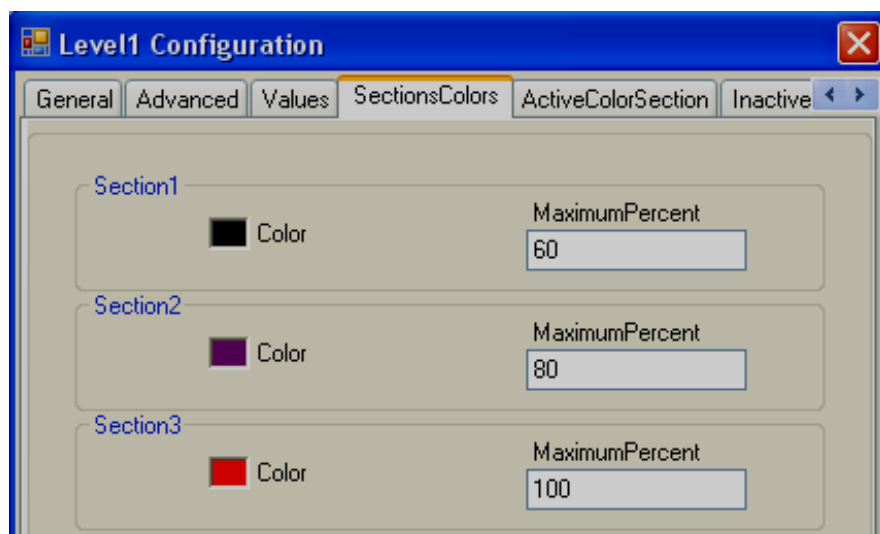 Level1 Configuration
General Advanced Values SectionsColors ActiveColorSection Inactive
Section1
Color
MaximumPercent
60
Section2
Color
MaximumPercent
80
Section3
Color
MaximumPercent
100